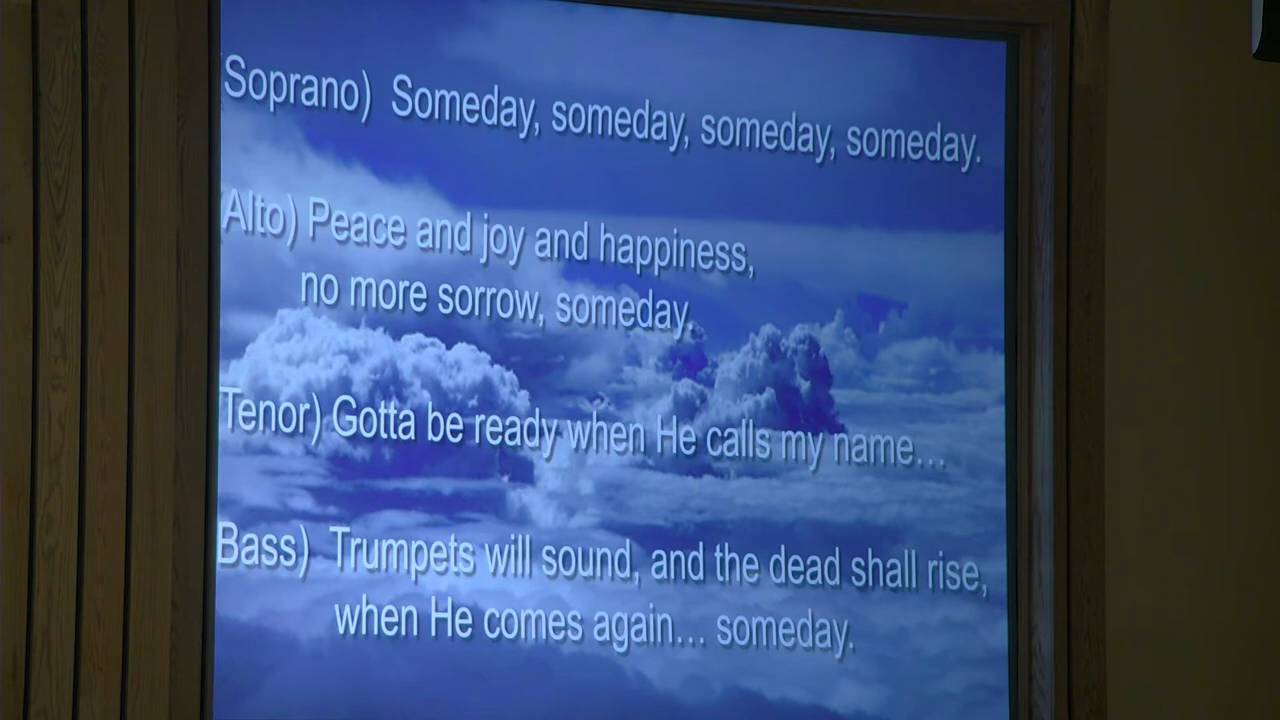 (Soprano) Someday, someday, someday, someday.
(Alto) Peace and joy and happiness,
no more sorrow, someday.
Tenor) Gotta be ready when He calls my name...
Bass) Trumpets will sound, and the dead shall rise,
when He comes again... someday.